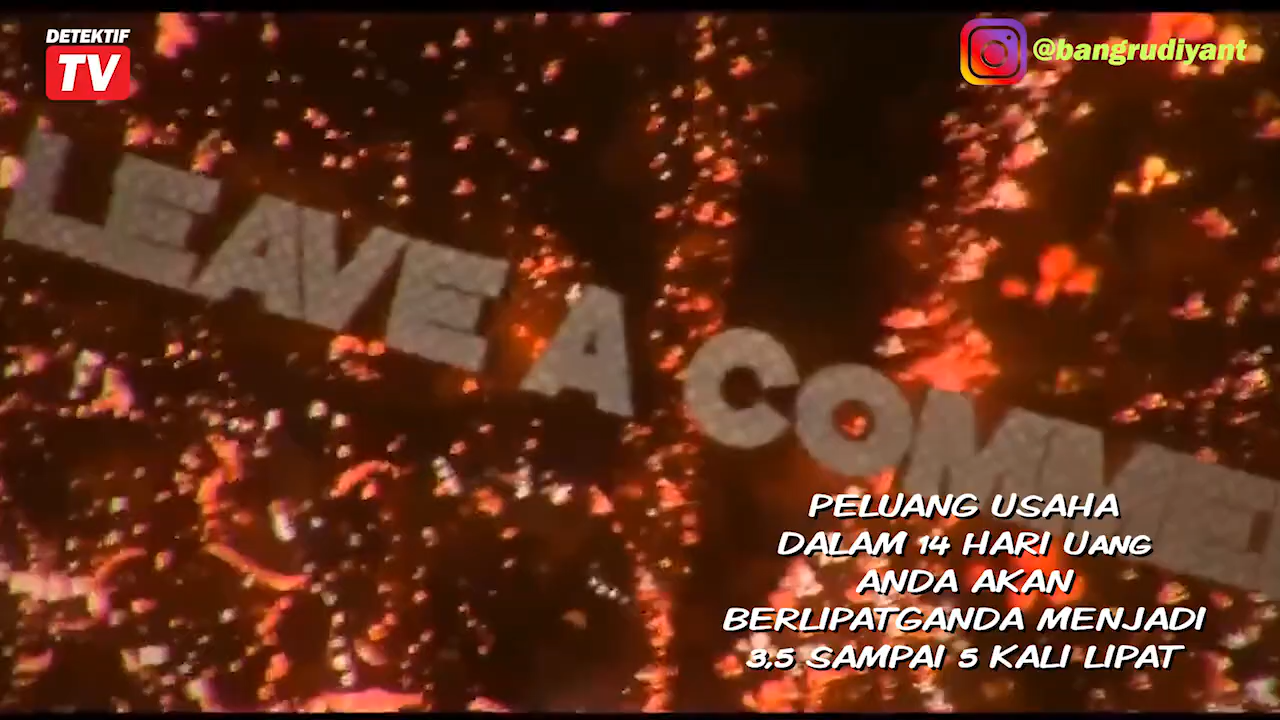 DETEKTIF
TV
@bangrudiyant
LEAVE A COMME
PELUANG USAHA
DALAM 14 HARI Uang
ANDA AKAN
BERLIPATGANDA MENJADI
3,5 SAMPAI 5 KALI LIPAT